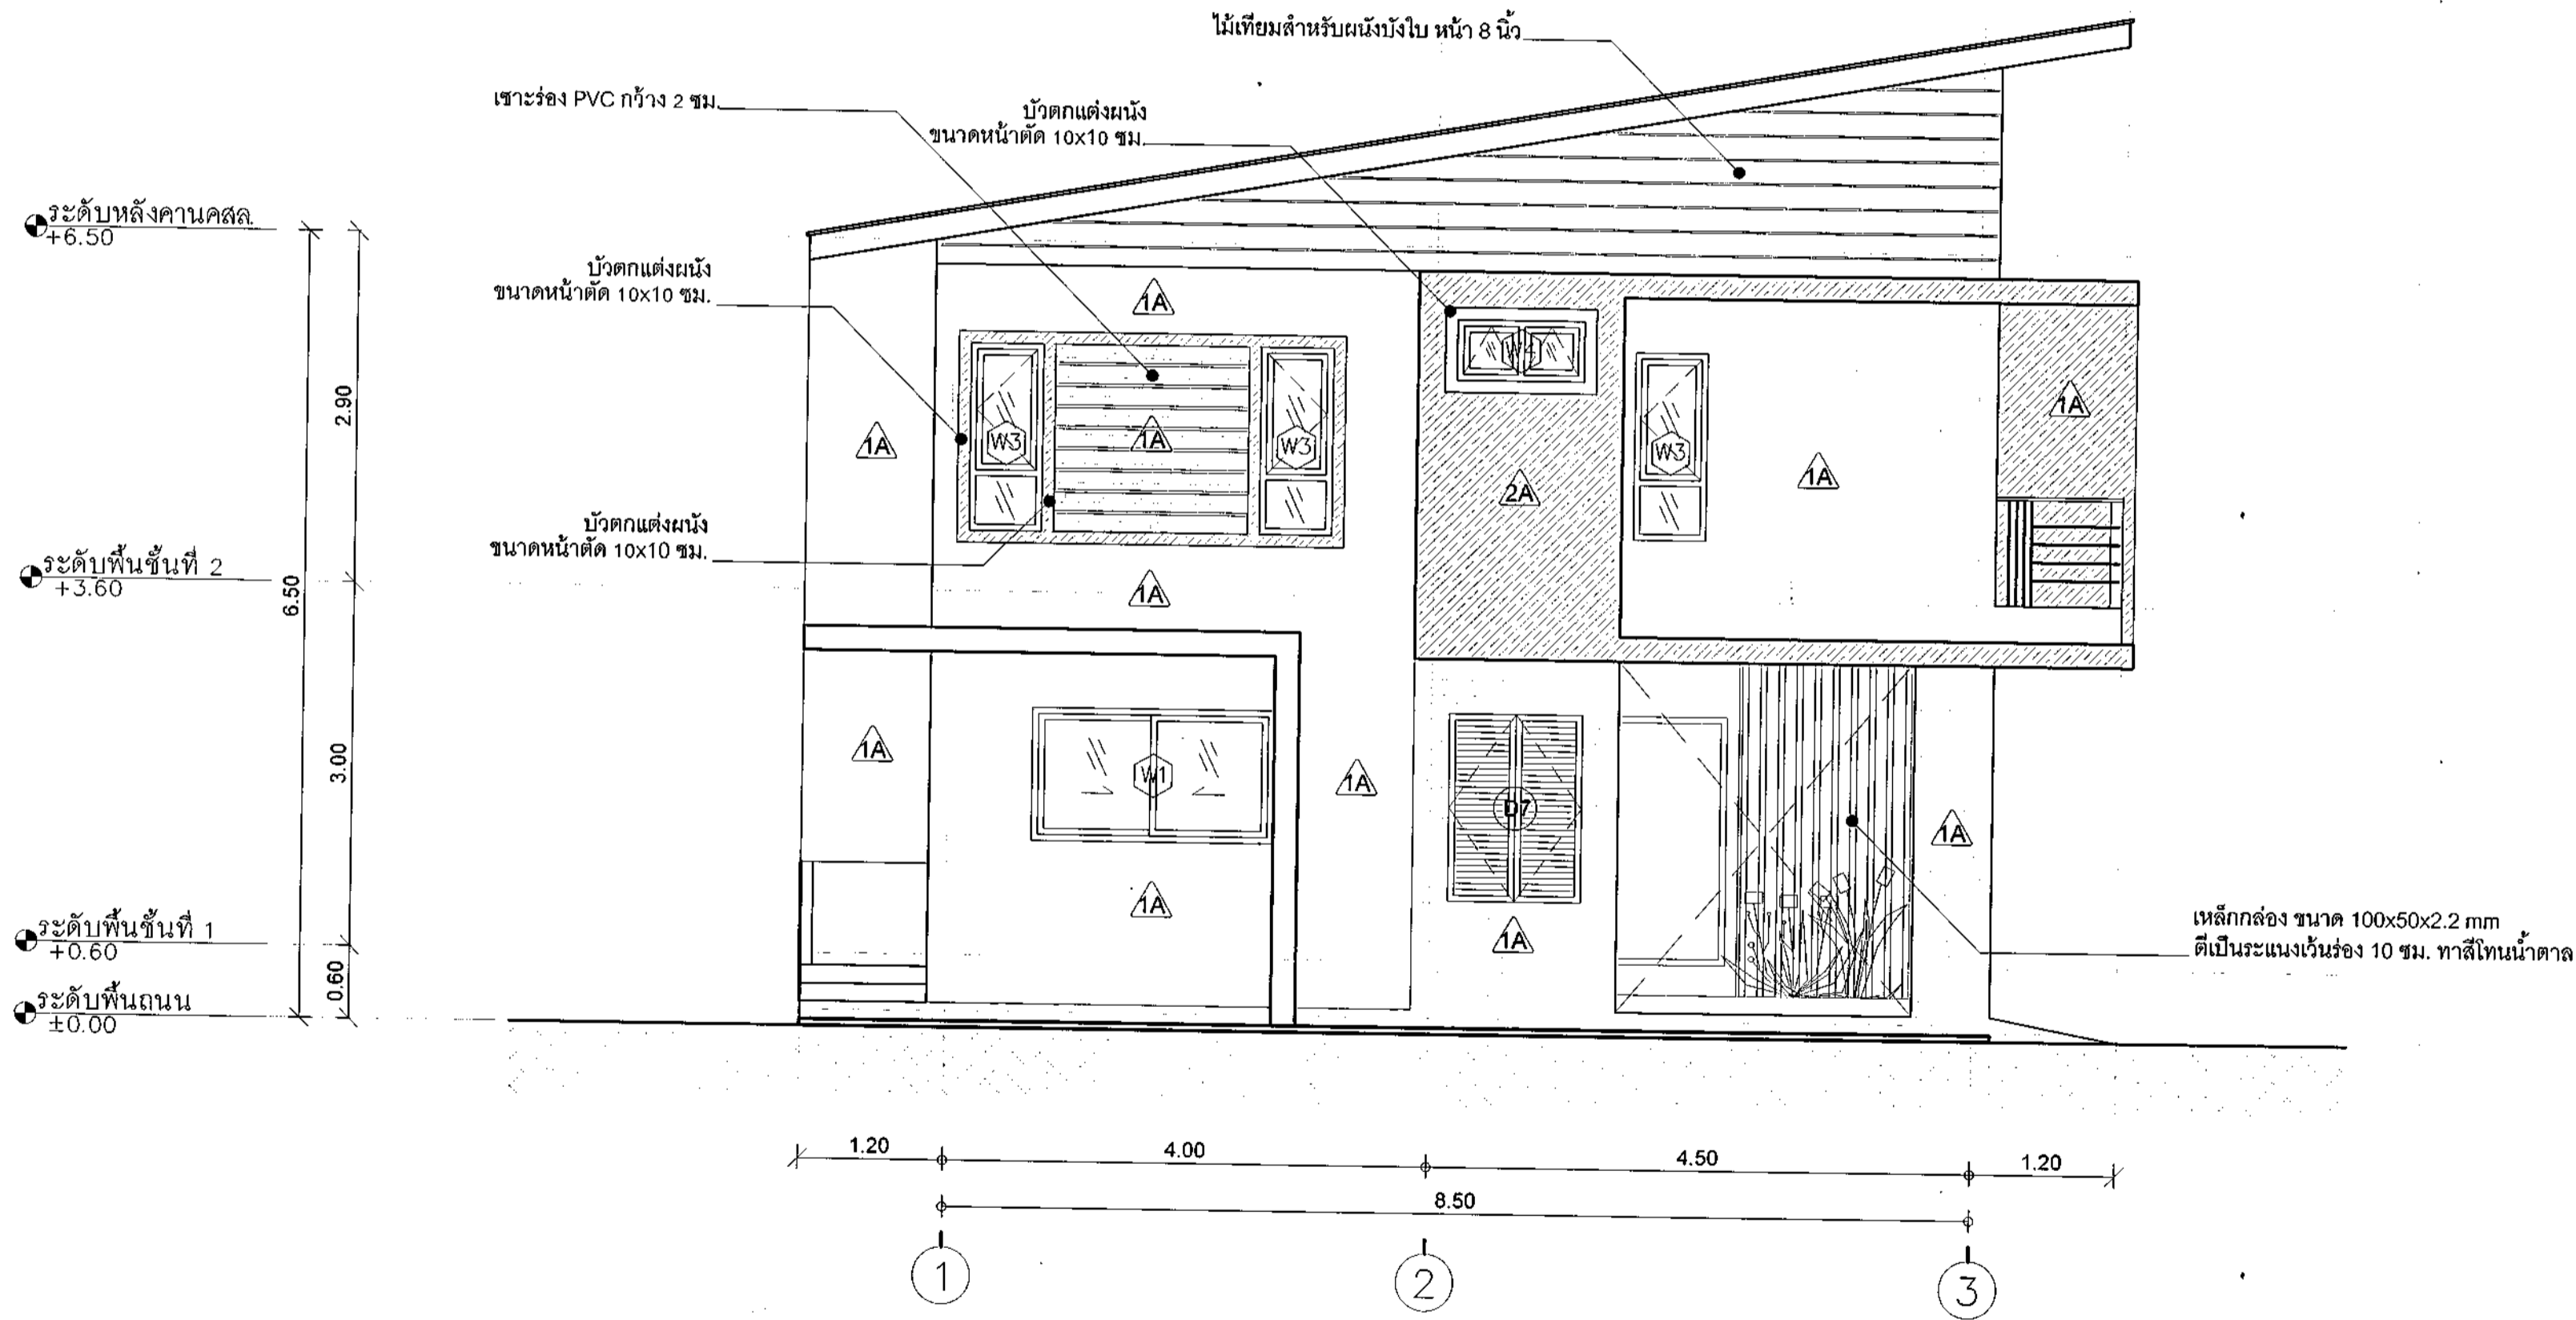 ไม้เทียมสำหรับผนังบังใบ หน้า 8 นิ้ว
เซาะร่อง PVC กว้าง 2 ซม.
บัวตกแต่งผนัง
ขนาดหน้าตัด 10x10 ซม.
ระดับหลังคานคสล.
+6.50
บัวตกแต่งผนัง
ขนาดหน้าตัด 10x10 ซม.
1A
W4
2.90
1A
1A
W3
1A
W3
W3
1A
2A
บัวตกแต่งผนัง
ขนาดหน้าตัด 10x10 ซม.
ระดับพื้นชั้นที่ 2
+3.60
6.50
1A
1A
3.00
W1
1A
D7
1A
1A
1A
ระดับพื้นชั้นที่ 1
+0.60
เหล็กกล่อง ขนาด 100x50x2.2 mm
ตีเป็นระแนงเว้นร่อง 10 ซม. ทาสีโทนน้ำตาล
0.60
ระดับพื้นถนน
±0.00
1.20
4.00
4.50
1.20
8.50
1
2
3